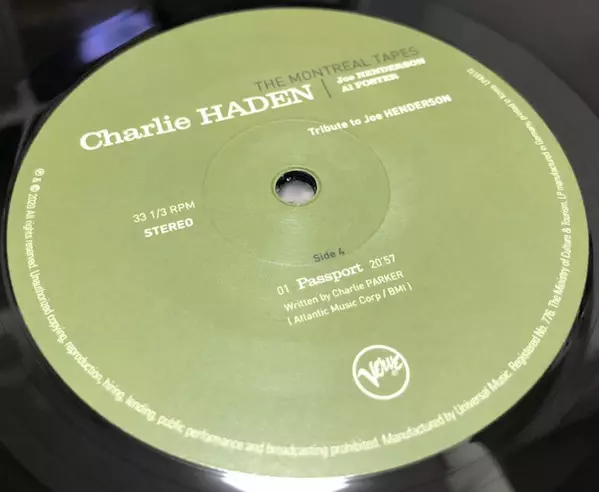 THE MONTREAL TAPES
Charlie HADEN
Joe HENDERSON
Al FOSTER
Tribute to Joe HENDERSON
33 1/3 RPM
STEREO
Side 4
01 Passport 20'57
Written by Charlie PARKER
( Atlantic Music Corp / BMI )
Verve
℗ & © 2020 All rights reserved. Unauthorized copying, reproduction, hiring, lending, public performance and broadcasting prohibited. Manufactured by Universal Music. Registered No. 776. The Ministry of Culture & Tourism. LP manufactured in Germany, printed in Korea.